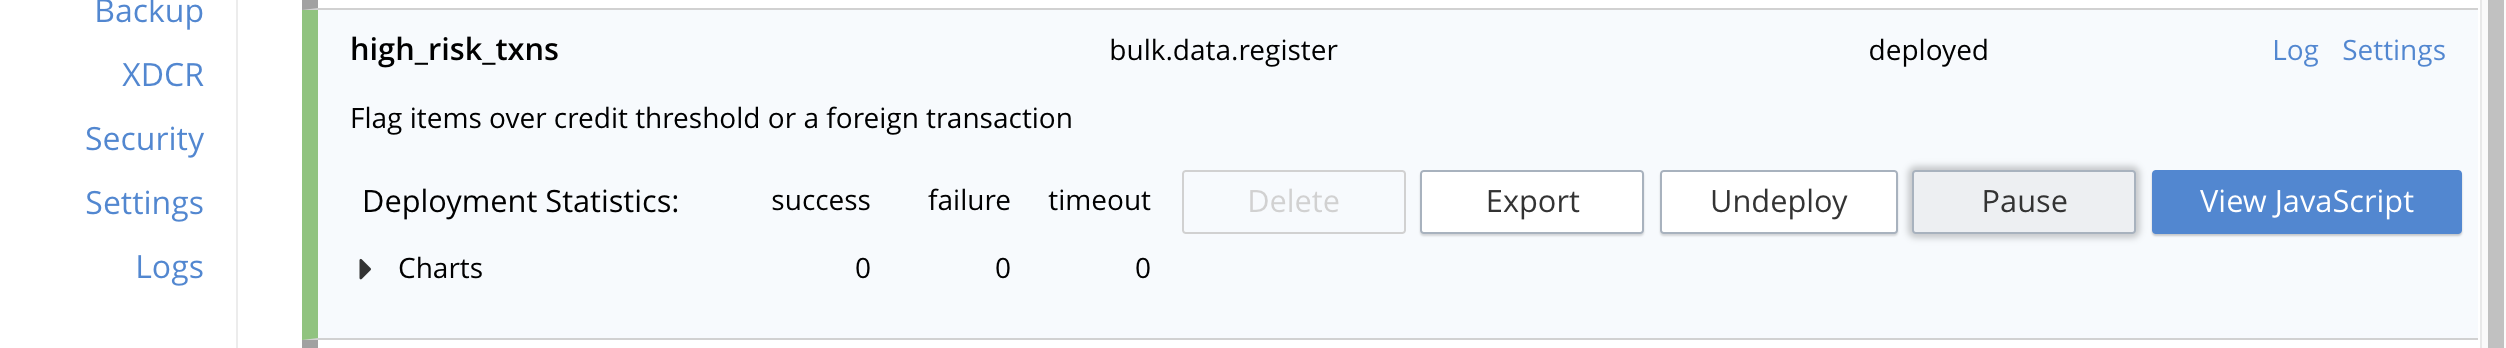 Backup
XDCR
Security
Settings
Logs
high_risk_txns bulk.data.register deployed Log Settings
Flag items over credit threshold or a foreign transaction
Deployment Statistics: success failure timeout Delete Export Undeploy Pause View JavaScript
Charts 0 0 0